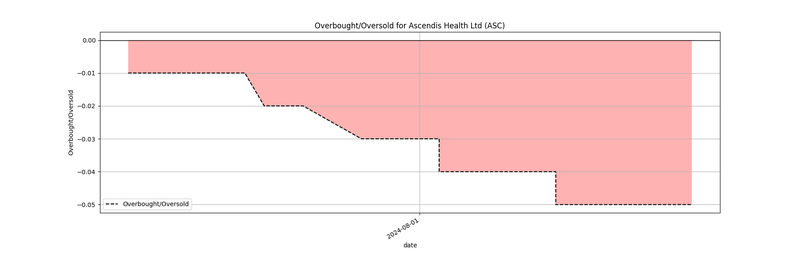 Overbought/Oversold for Ascendis Health Ltd (ASC)
0.00
−0.01
−0.02
−0.03
−0.04
−0.05
Overbought/Oversold
Overbought/Oversold
2024-08-01
date